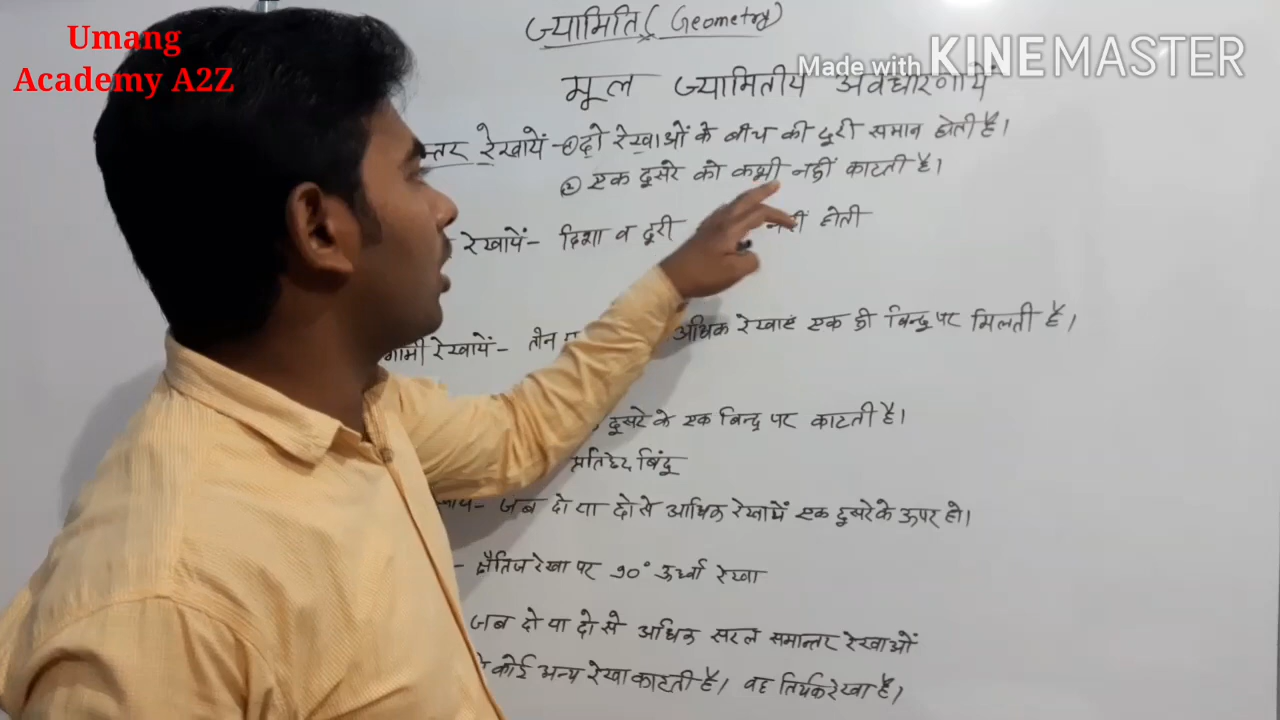 Umang
Academy A2Z
Made with KINEMASTER
ज्यामिति (Geometry)
मूल ज्यामितीय अवधारणायें
न्तर रेखायें - ① दो रेखाओं के बीच की दूरी समान होती है।
② एक दूसरे को कभी नहीं काटती है।
रेखायें - दिशा व दूरी नहीं होती
गामी रेखायें - तीन अधिक रेखाएं एक ही बिन्दु पर मिलती है।
दूसरे के एक बिन्दु पर काटती है।
प्रतिछेद बिंदू
जब दो या दो से अधिक रेखायें एक दुसरे के ऊपर हो।
- क्षैतिज रेखा पर 90° ऊर्ध्वा रेखा
जब दो या दो से अधिक सरल समान्तर रेखाओं
कोई अन्य रेखा काटती है। वह तिर्यक रेखा है।